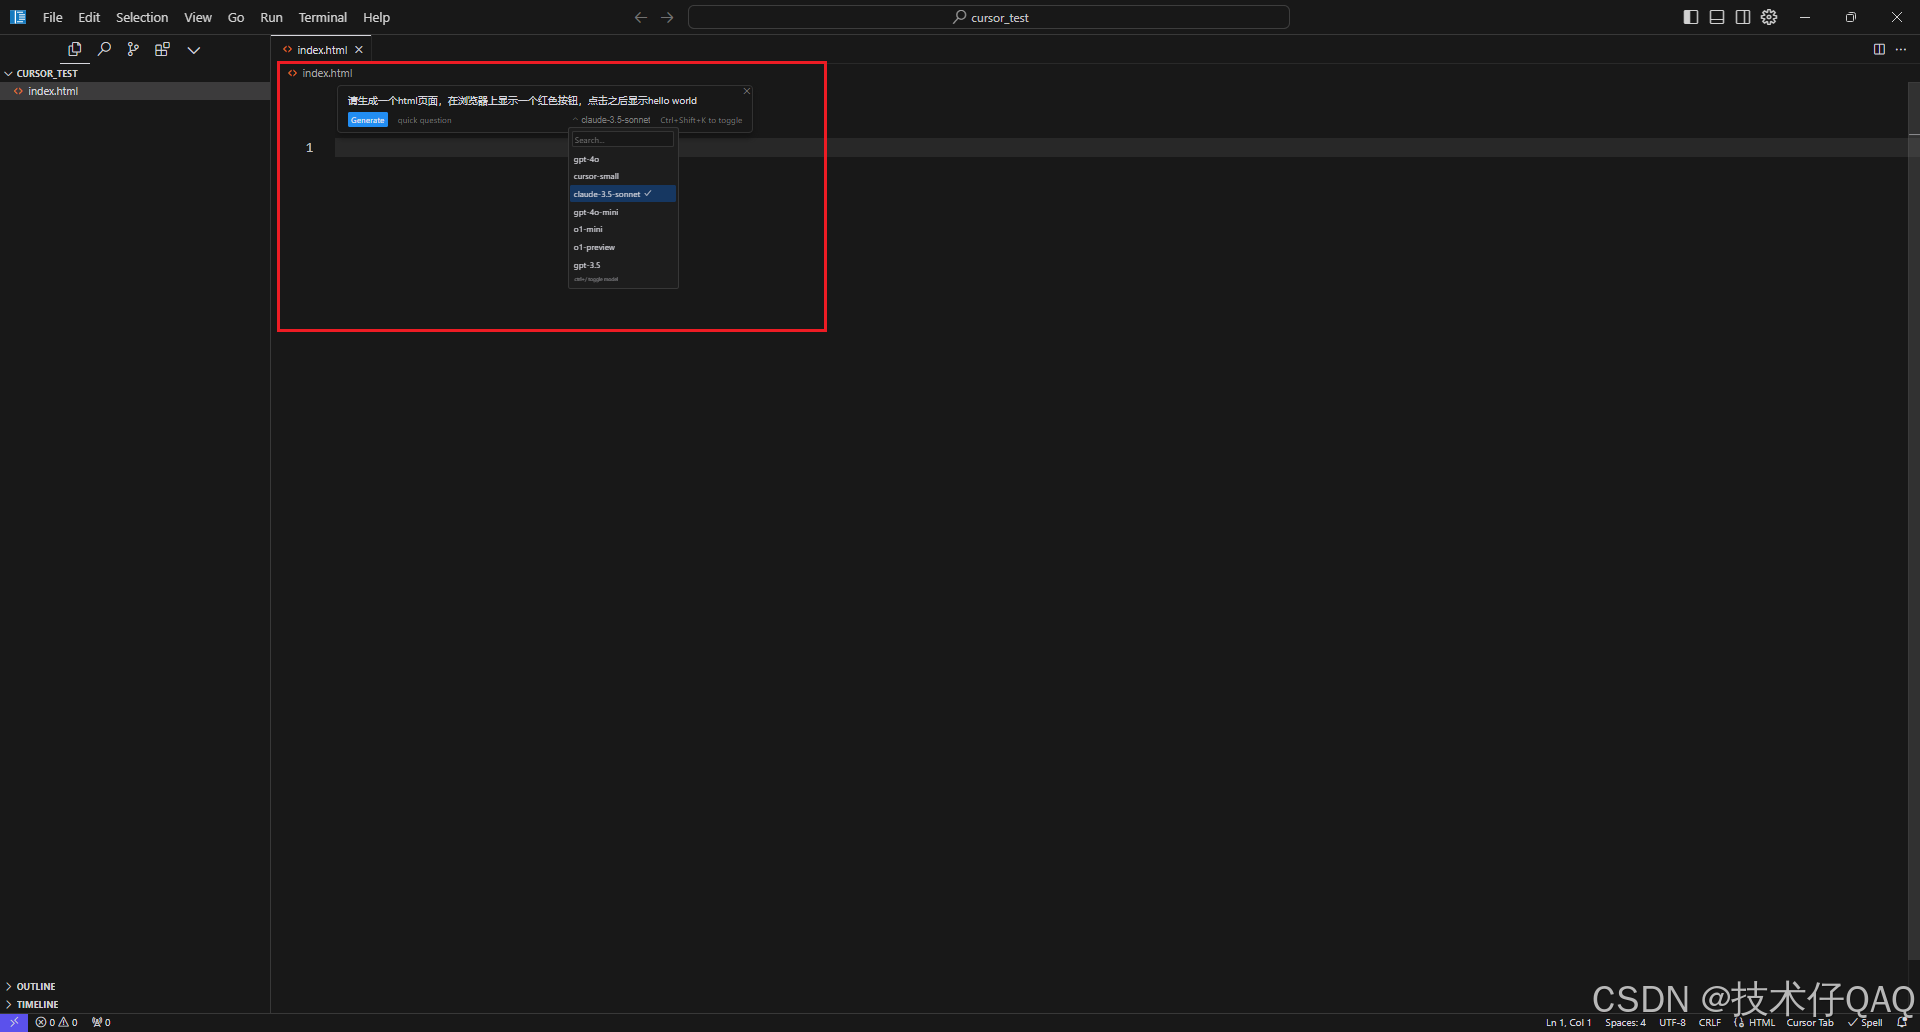 File Edit Selection View Go Run Terminal Help
cursor_test
index.html
CURSOR_TEST
index.html
index.html
请生成一个html页面，在浏览器上显示一个红色按钮，点击之后显示hello world
Generate quick question claude-3.5-sonnet Ctrl+Shift+K to toggle
Search...
1
gpt-4o
cursor-small
claude-3.5-sonnet
gpt-4o-mini
o1-mini
o1-preview
gpt-3.5
ctrl+/ toggle model
OUTLINE
TIMELINE
CSDN @技术仔QAQ
0 0 0 Ln 1, Col 1 Spaces: 4 UTF-8 CRLF HTML Cursor Tab Spell